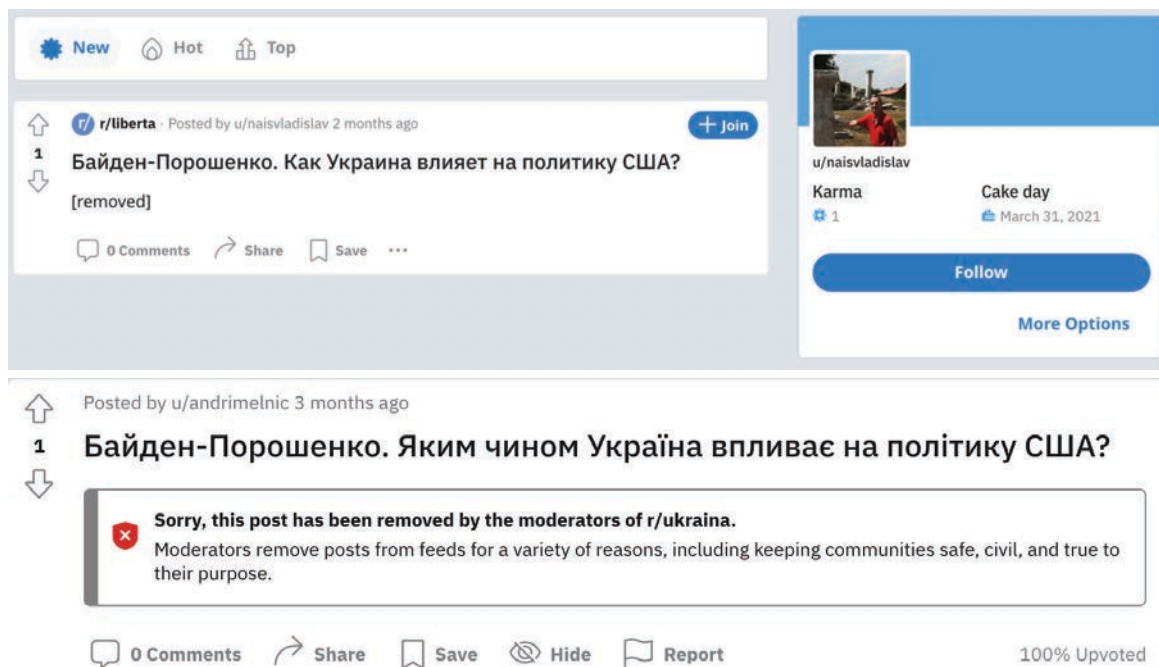 New Hot Top
r/liberta · Posted by u/naisvladislav 2 months ago
+ Join
1
Байден-Порошенко. Как Украина влияет на политику США?
[removed]
0 Comments Share Save ...
u/naisvladislav
Karma Cake day
1 March 31, 2021
Follow
More Options
Posted by u/andrimelnic 3 months ago
1
Байден-Порошенко. Яким чином Україна впливає на політику США?
Sorry, this post has been removed by the moderators of r/ukraina.
Moderators remove posts from feeds for a variety of reasons, including keeping communities safe, civil, and true to
their purpose.
0 Comments Share Save Hide Report 100% Upvoted